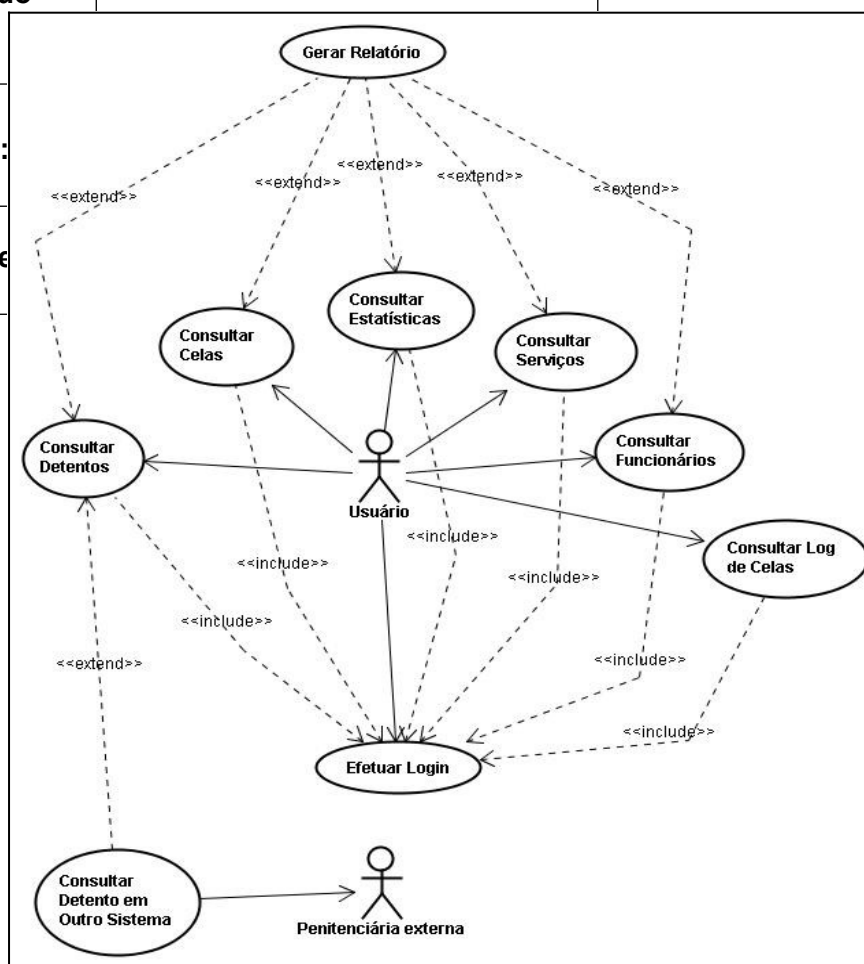 Gerar Relatório
<<extend>>
<<extend>>
<<extend>>
<<extend>>
<<extend>>
Consultar
Estatísticas
Consultar
Celas
Consultar
Serviços
Consultar
Detentos
Consultar
Funcionários
Usuário
Consultar Log
de Celas
<<include>>
<<include>>
<<include>>
<<include>>
<<extend>>
<<include>>
<<include>>
Efetuar Login
Consultar
Detento em
Outro Sistema
Penitenciária externa